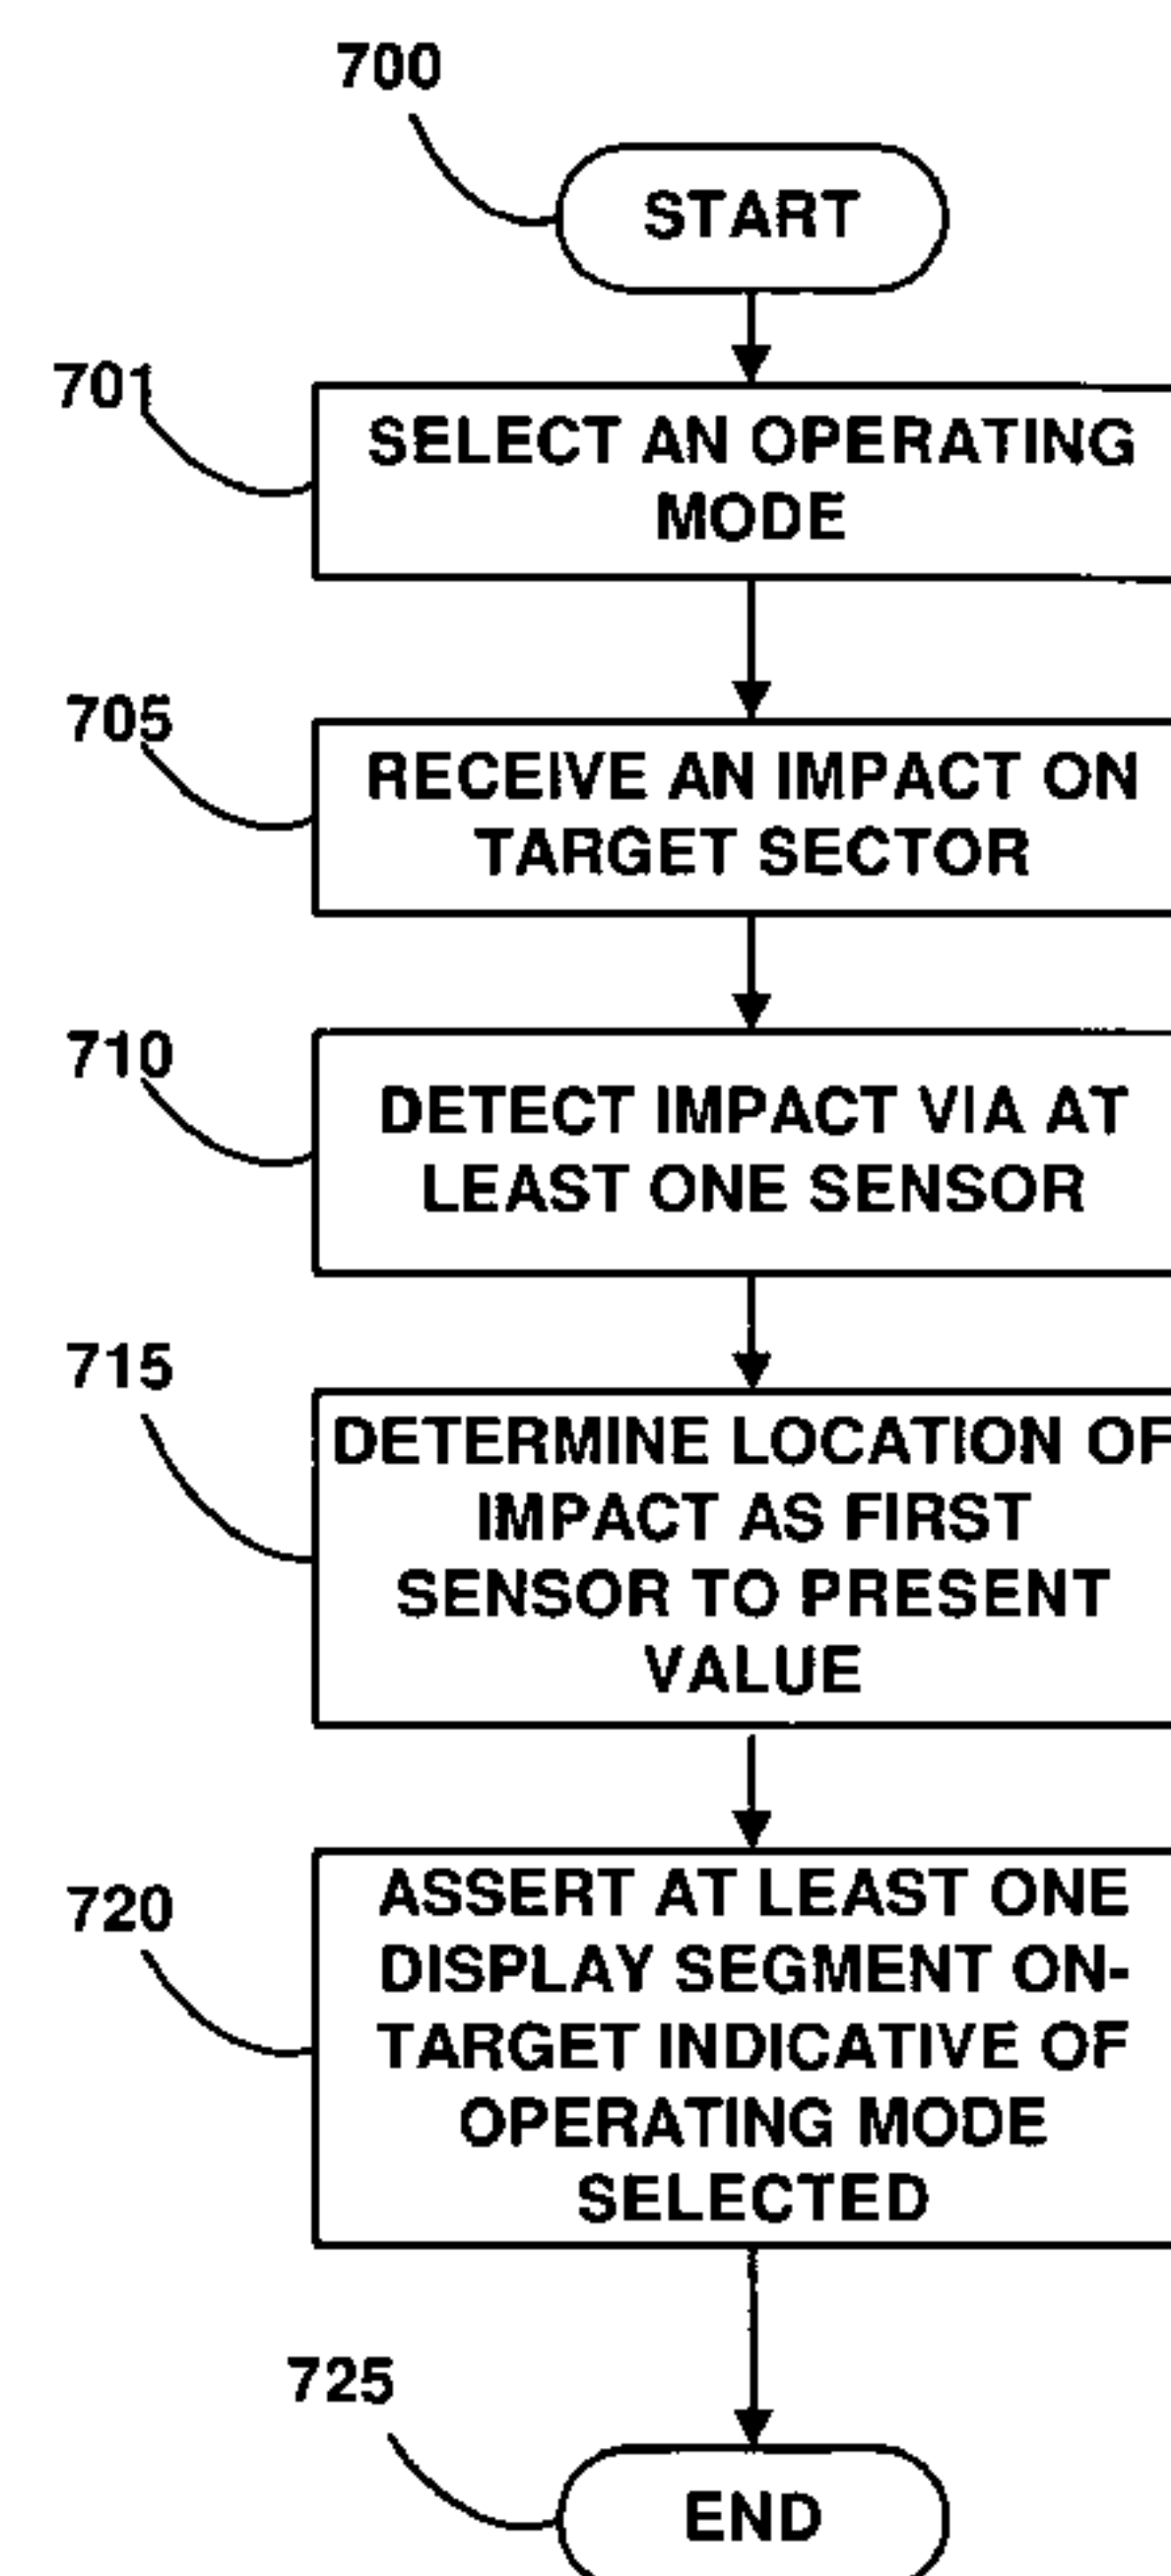 700
START
701
SELECT AN OPERATING
MODE
705
RECEIVE AN IMPACT ON
TARGET SECTOR
710
DETECT IMPACT VIA AT
LEAST ONE SENSOR
715
DETERMINE LOCATION OF
IMPACT AS FIRST
SENSOR TO PRESENT
VALUE
720
ASSERT AT LEAST ONE
DISPLAY SEGMENT ON-
TARGET INDICATIVE OF
OPERATING MODE
SELECTED
725
END